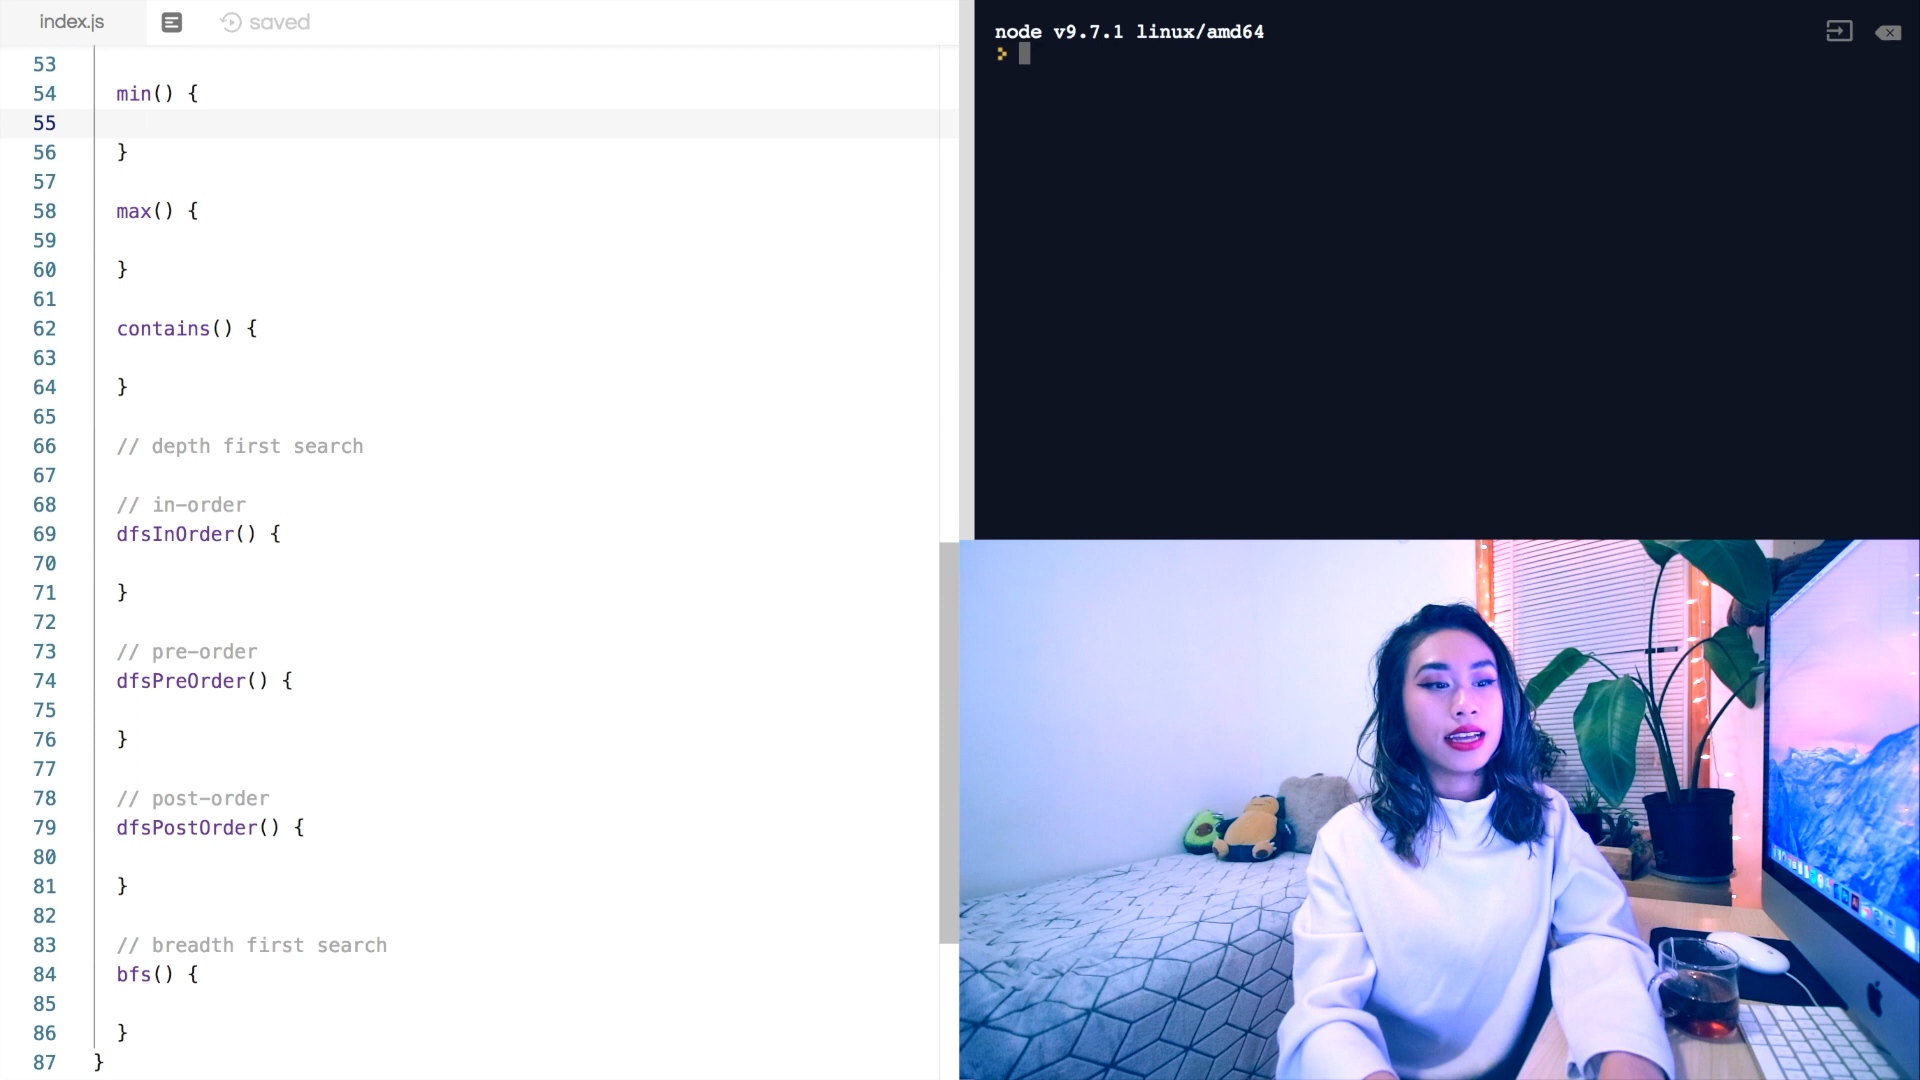 index.js
saved
53
54 min() {
55
56 }
57
58 max() {
59
60 }
61
62 contains() {
63
64 }
65
66 // depth first search
67
68 // in-order
69 dfsInOrder() {
70
71 }
72
73 // pre-order
74 dfsPreOrder() {
75
76 }
77
78 // post-order
79 dfsPostOrder() {
80
81 }
82
83 // breadth first search
84 bfs() {
85
86 }
87 }
node v9.7.1 linux/amd64
>